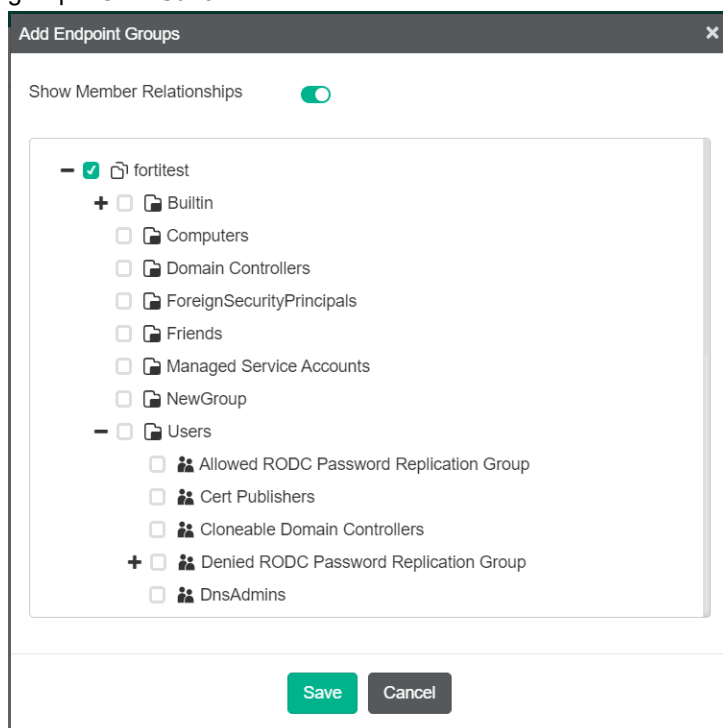 Add Endpoint Groups
Show Member Relationships
fortitest
Builtin
Computers
Domain Controllers
ForeignSecurityPrincipals
Friends
Managed Service Accounts
NewGroup
Users
Allowed RODC Password Replication Group
Cert Publishers
Cloneable Domain Controllers
Denied RODC Password Replication Group
DnsAdmins
Save Cancel